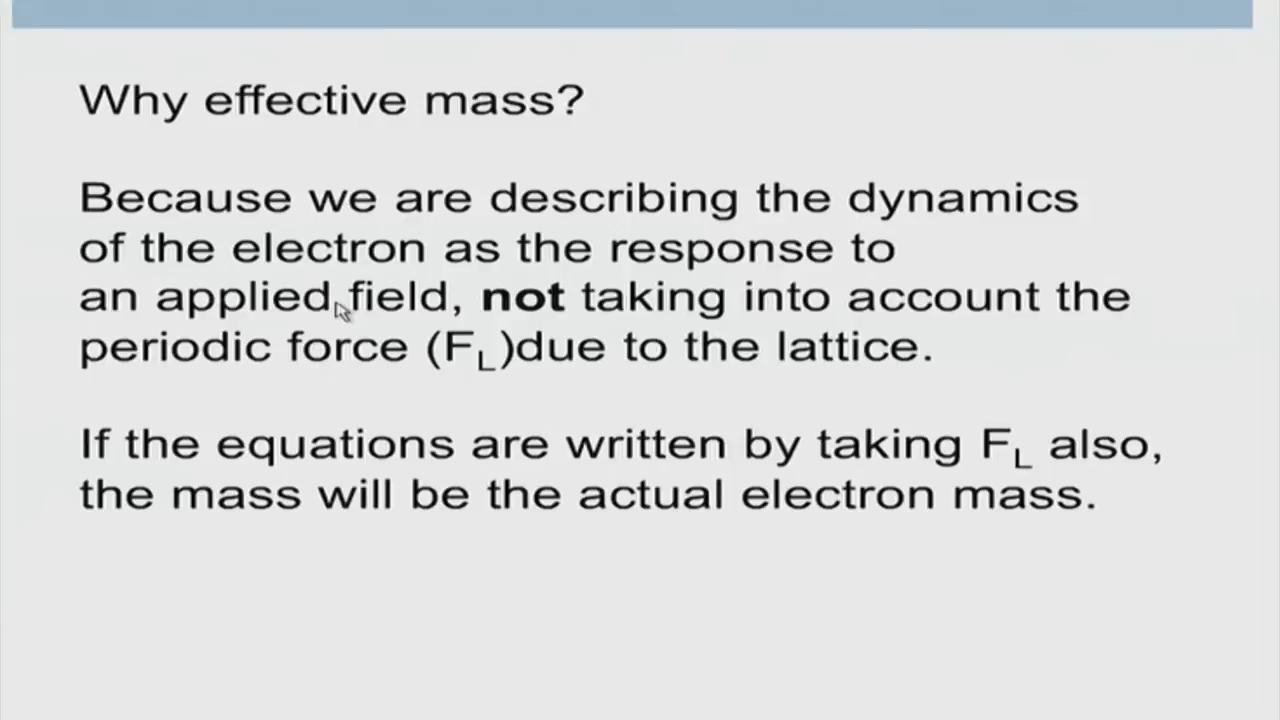 Why effective mass?
Because we are describing the dynamics
of the electron as the response to
an applied field, not taking into account the
periodic force (FL)due to the lattice.
If the equations are written by taking FL also,
the mass will be the actual electron mass.